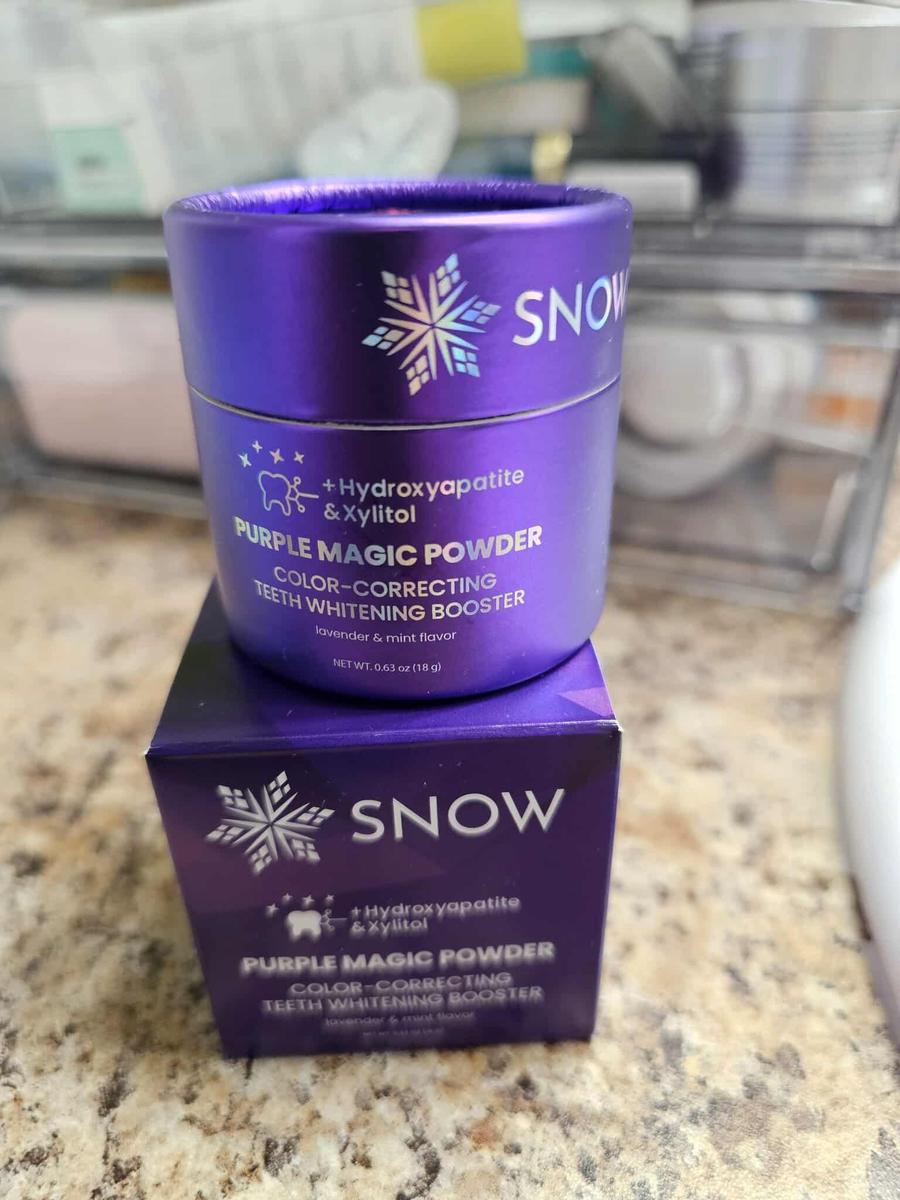 SNOW
+Hydroxyapatite
&Xylitol
PURPLE MAGIC POWDER
COLOR-CORRECTING
TEETH WHITENING BOOSTER
lavender & mint flavor
NET WT. 0.63 oz (18 g)
SNOW
+Hydroxyapatite
&Xylitol
PURPLE MAGIC POWDER
COLOR-CORRECTING
TEETH WHITENING BOOSTER
lavender & mint flavor